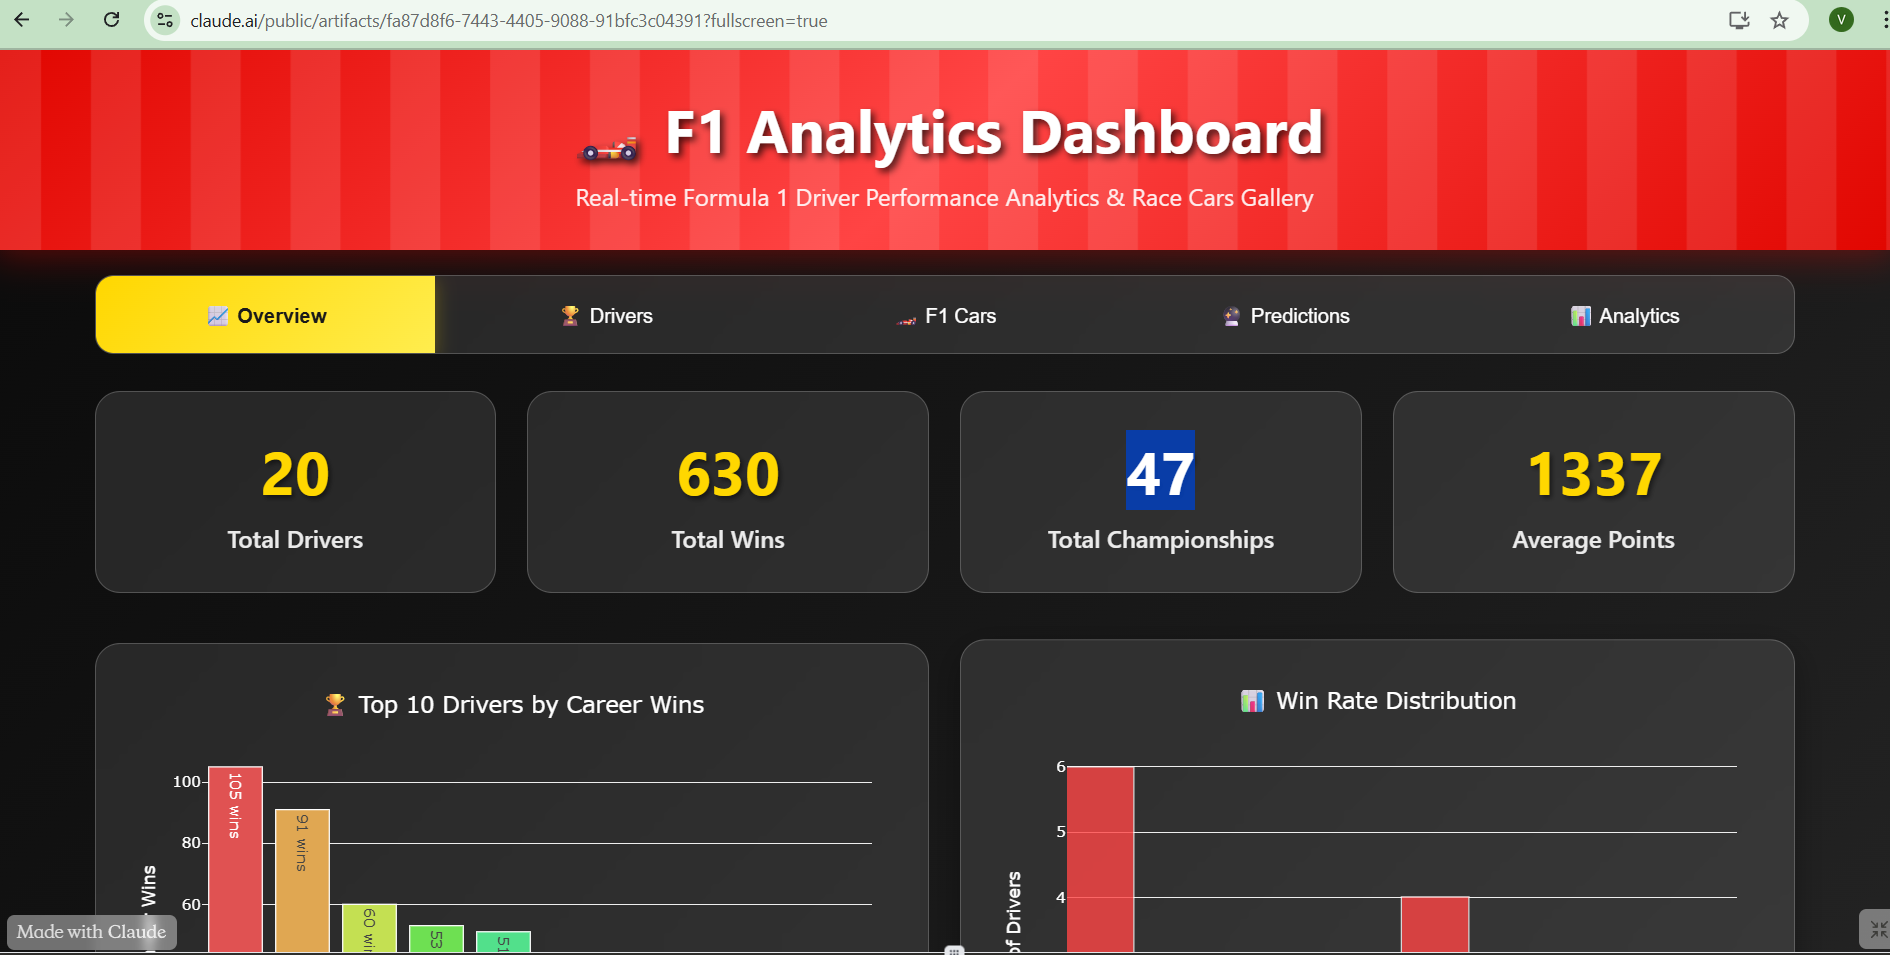 claude.ai/public/artifacts/fa87d8f6-7443-4405-9088-91bfc3c04391?fullscreen=true
V
F1 Analytics Dashboard
Real-time Formula 1 Driver Performance Analytics & Race Cars Gallery
Overview
Drivers
F1 Cars
Predictions
Analytics
20
Total Drivers
630
Total Wins
47
Total Championships
1337
Average Points
Top 10 Drivers by Career Wins
100
80
60
Wins
105 wins
91 wins
60
53
51
Win Rate Distribution
6
5
4
of Drivers
Made with Claude